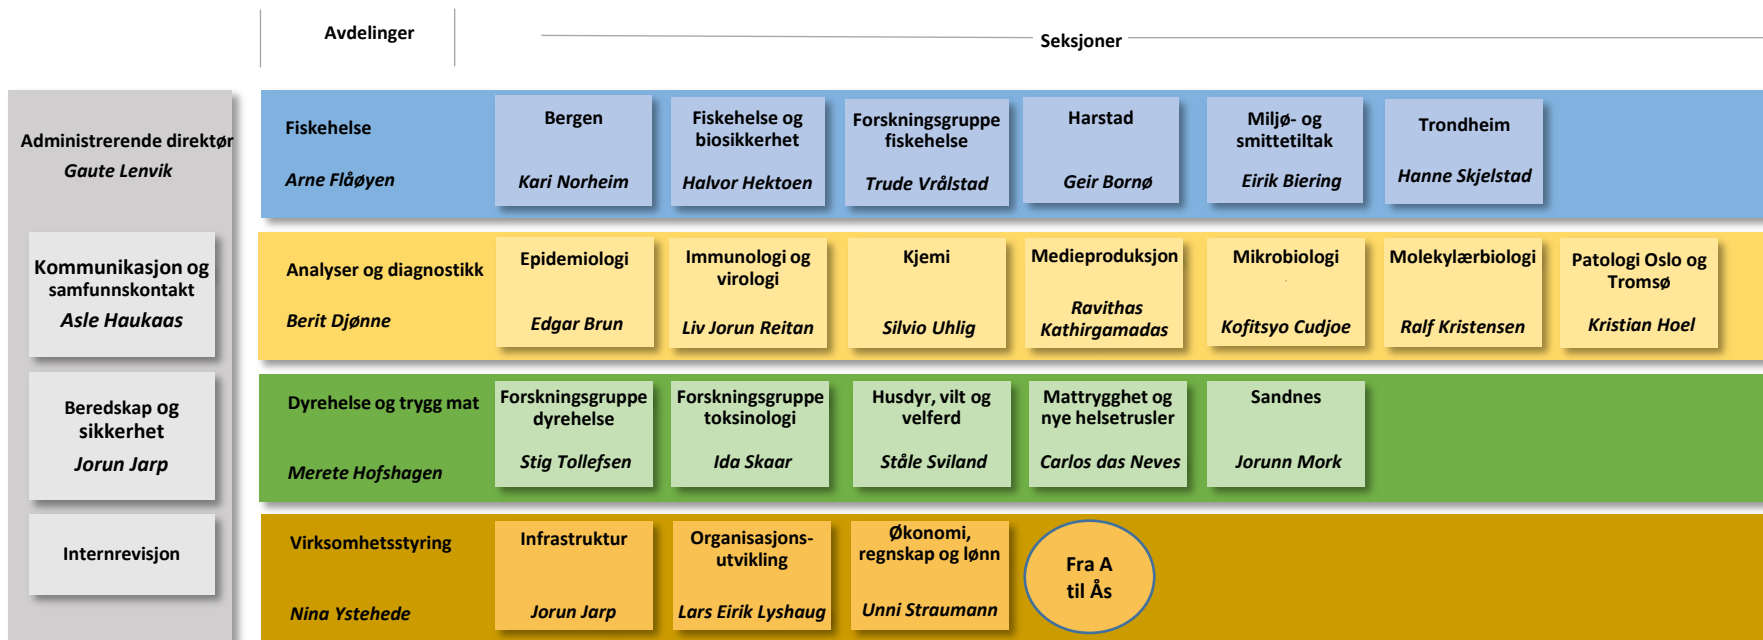 Avdelinger
Seksjoner
Administrerende direktør
Gaute Lenvik
Kommunikasjon og
samfunnskontakt
Asle Haukaas
Beredskap og
sikkerhet
Jorun Jarp
Internrevisjon
Fiskehelse
Arne Flåøyen
Bergen
Kari Norheim
Fiskehelse og
biosikkerhet
Halvor Hektoen
Forskningsgruppe
fiskehelse
Trude Vrålstad
Harstad
Geir Bornø
Miljø- og
smittetiltak
Eirik Biering
Trondheim
Hanne Skjelstad
Analyser og diagnostikk
Berit Djønne
Epidemiologi
Edgar Brun
Immunologi og
virologi
Liv Jorun Reitan
Kjemi
Silvio Uhlig
Medieproduksjon
Ravithas
Kathirgamadas
Mikrobiologi
Kofitsyo Cudjoe
Molekylærbiologi
Ralf Kristensen
Patologi Oslo og
Tromsø
Kristian Hoel
Dyrehelse og trygg mat
Merete Hofshagen
Forskningsgruppe
dyrehelse
Stig Tollefsen
Forskningsgruppe
toksinologi
Ida Skaar
Husdyr, vilt og
velferd
Ståle Sviland
Mattrygghet og
nye helsetrusler
Carlos das Neves
Sandnes
Jorunn Mork
Virksomhetsstyring
Nina Ystehede
Infrastruktur
Jorun Jarp
Organisasjons-
utvikling
Lars Eirik Lyshaug
Økonomi,
regnskap og lønn
Unni Straumann
Fra A
til Ås